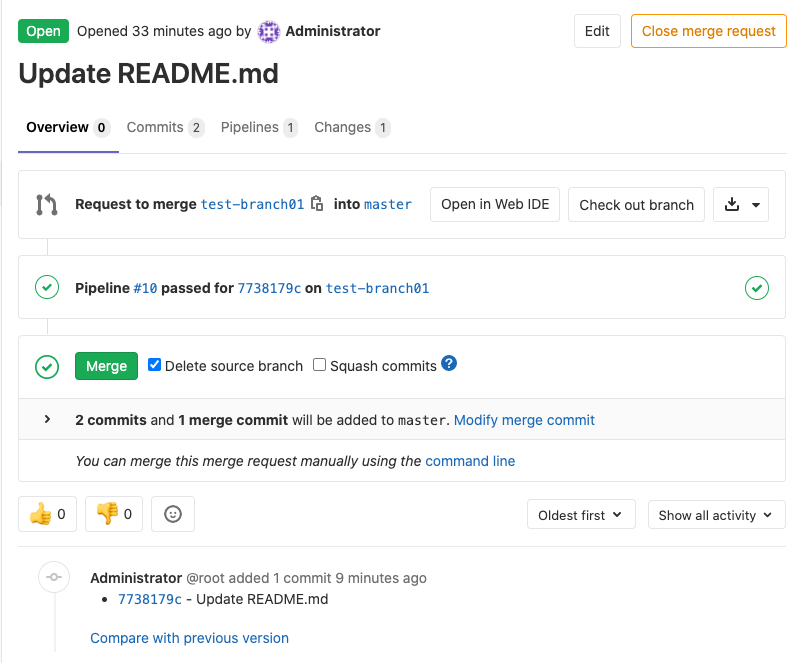 Open Opened 33 minutes ago by Administrator Edit Close merge request
Update README.md
Overview 0 Commits 2 Pipelines 1 Changes 1
Request to merge test-branch01 into master Open in Web IDE Check out branch
Pipeline #10 passed for 7738179c on test-branch01
Merge Delete source branch Squash commits ?
2 commits and 1 merge commit will be added to master. Modify merge commit
You can merge this merge request manually using the command line
0 0 Oldest first Show all activity
Administrator @root added 1 commit 9 minutes ago
• 7738179c - Update README.md
Compare with previous version